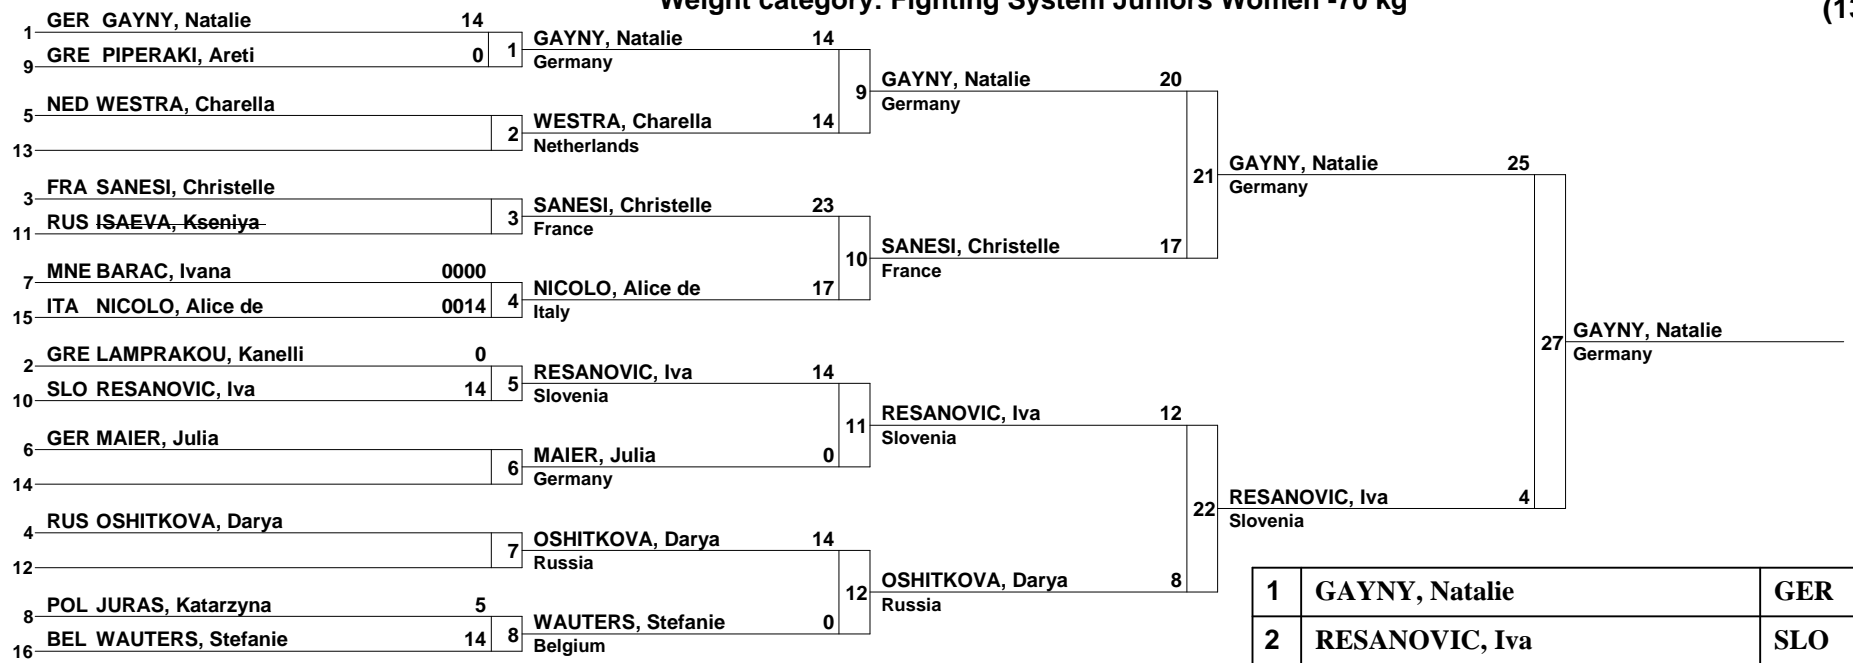 Weight category: Fighting System Juniors Women -70 kg
(13
1 GER GAYNY, Natalie 14
9 GRE PIPERAKI, Areti 0
1
5 NED WESTRA, Charella
13
2
3 FRA SANESI, Christelle
11 RUS ISAEVA, Kseniya
3
7 MNE BARAC, Ivana 0000
15 ITA NICOLO, Alice de 0014
4
2 GRE LAMPRAKOU, Kanelli 0
10 SLO RESANOVIC, Iva 14
5
6 GER MAIER, Julia
14
6
4 RUS OSHITKOVA, Darya
12
7
8 POL JURAS, Katarzyna 5
16 BEL WAUTERS, Stefanie 14
8
GAYNY, Natalie 14
Germany
9
WESTRA, Charella 14
Netherlands
SANESI, Christelle 23
France
10
NICOLO, Alice de 17
Italy
RESANOVIC, Iva 14
Slovenia
11
MAIER, Julia 0
Germany
OSHITKOVA, Darya 14
Russia
12
WAUTERS, Stefanie 0
Belgium
GAYNY, Natalie 20
Germany
21
SANESI, Christelle 17
France
RESANOVIC, Iva 12
Slovenia
22
OSHITKOVA, Darya 8
Russia
GAYNY, Natalie 25
Germany
27
RESANOVIC, Iva 4
Slovenia
GAYNY, Natalie
Germany
1 GAYNY, Natalie GER
2 RESANOVIC, Iva SLO